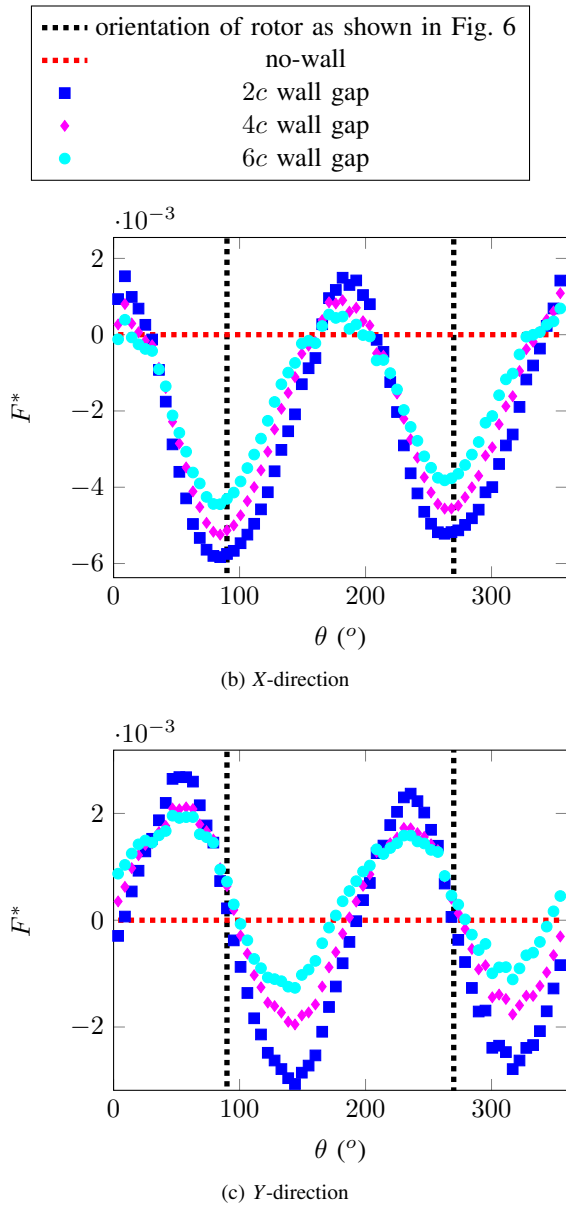 orientation of rotor as shown in Fig. 6
no-wall
2c wall gap
4c wall gap
6c wall gap
·10⁻³
2
0
−2
−4
−6
F*
0 100 200 300
θ (°)
(b) X-direction
·10⁻³
2
0
−2
F*
0 100 200 300
θ (°)
(c) Y-direction